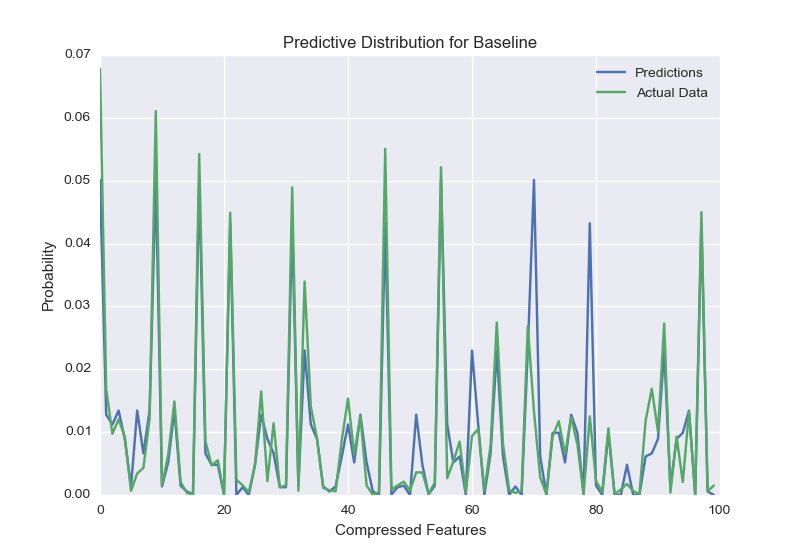 Predictive Distribution for Baseline
0.07
0.06
0.05
0.04
0.03
0.02
0.01
0.00
Probability
Predictions
Actual Data
0 20 40 60 80 100
Compressed Features